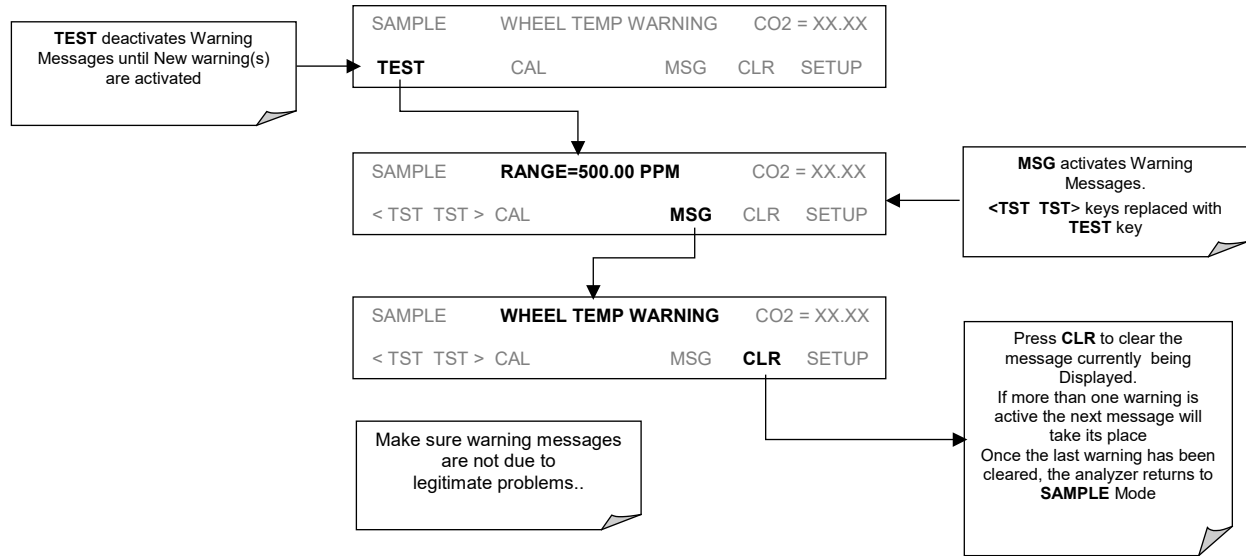 TEST deactivates Warning
Messages until New warning(s)
are activated
SAMPLE WHEEL TEMP WARNING CO2 = XX.XX
TEST CAL MSG CLR SETUP
SAMPLE RANGE=500.00 PPM CO2 = XX.XX
< TST TST > CAL MSG CLR SETUP
MSG activates Warning
Messages.
<TST TST> keys replaced with
TEST key
SAMPLE WHEEL TEMP WARNING CO2 = XX.XX
< TST TST > CAL MSG CLR SETUP
Make sure warning messages
are not due to
legitimate problems..
Press CLR to clear the
message currently being
Displayed.
If more than one warning is
active the next message will
take its place
Once the last warning has been
cleared, the analyzer returns to
SAMPLE Mode